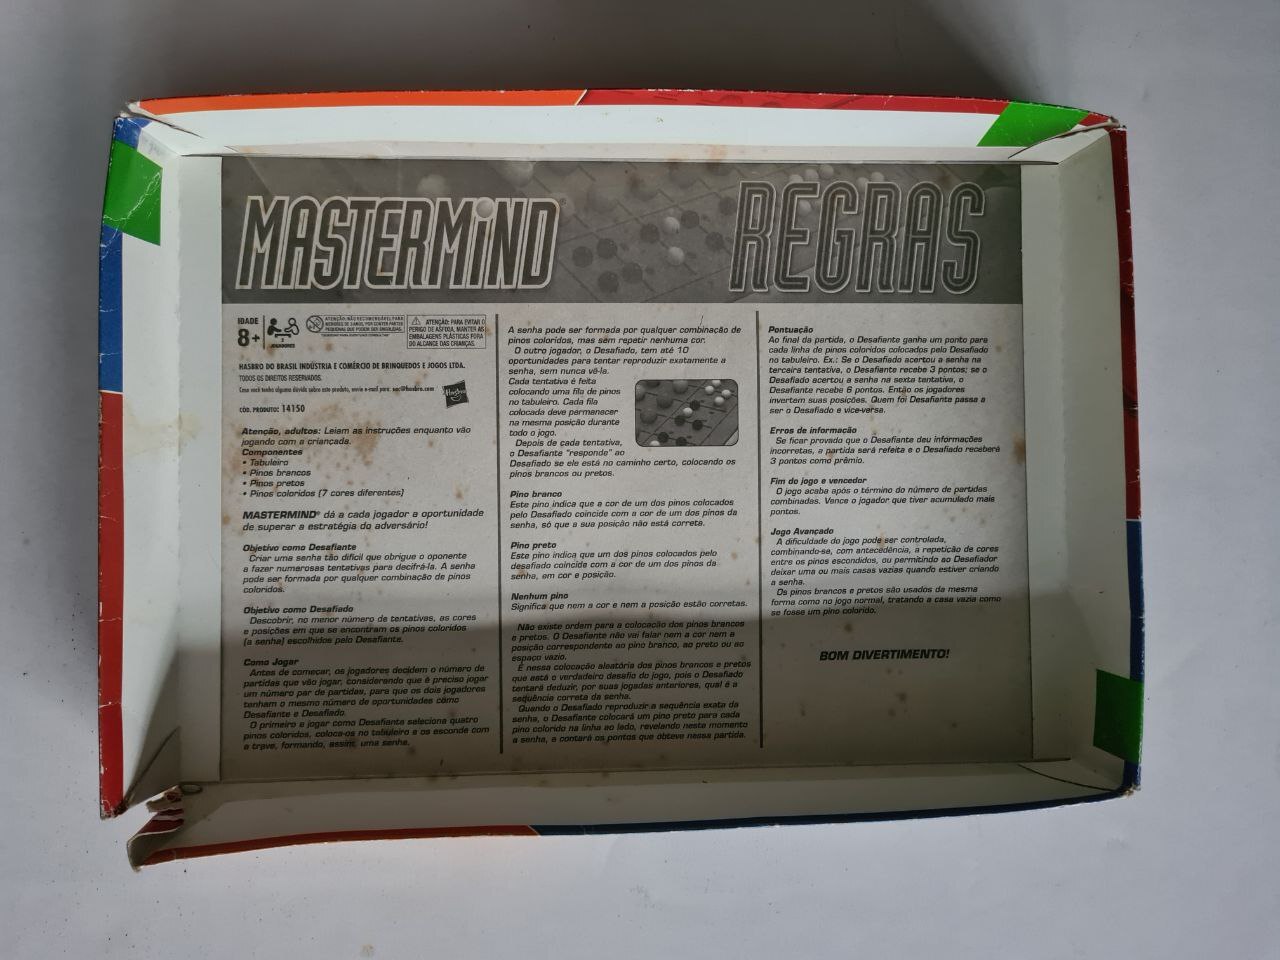 MASTERMIND®
REGRAS
IDADE
8+
2
JOGADORES
ATENÇÃO: NÃO RECOMENDÁVEL PARA
MENORES DE 3 ANOS, POR CONTER PARTES
PEQUENAS QUE PODEM SER ENGOLIDAS.
ATENÇÃO: PARA EVITAR O
PERIGO DE ASFIXIA, MANTER AS
EMBALAGENS PLÁSTICAS FORA
DO ALCANCE DAS CRIANÇAS.
HASBRO DO BRASIL INDÚSTRIA E COMÉRCIO DE BRINQUEDOS E JOGOS LTDA.
TODOS OS DIREITOS RESERVADOS.
Caso você tenha alguma dúvida sobre este produto, envie e-mail para: sac@hasbro.com
Hasbro
CÓD. PRODUTO: 14150
Atenção, adultos: Leiam as instruções enquanto vão
jogando com a criançada.
Componentes
• Tabuleiro
• Pinos brancos
• Pinos pretos
• Pinos coloridos (7 cores diferentes)
MASTERMIND® dá a cada jogador a oportunidade
de superar a estratégia do adversário!
Objetivo como Desafiante
Criar uma senha tão difícil que obrigue o oponente
a fazer numerosas tentativas para decifrá-la. A senha
pode ser formada por qualquer combinação de pinos
coloridos.
Objetivo como Desafiado
Descobrir, no menor número de tentativas, as cores
e posições em que se encontram os pinos coloridos
(a senha) escolhidos pelo Desafiante.
Como Jogar
Antes de começar, os jogadores decidem o número de
partidas que vão jogar, considerando que é preciso jogar
um número par de partidas, para que os dois jogadores
tenham o mesmo número de oportunidades como
Desafiante e Desafiado.
O primeiro a jogar como Desafiante seleciona quatro
pinos coloridos, coloca-os no tabuleiro e os esconde com
a trave, formando, assim, uma senha.
A senha pode ser formada por qualquer combinação de
pinos coloridos, mas sem repetir nenhuma cor.
O outro jogador, o Desafiado, tem até 10
oportunidades para tentar reproduzir exatamente a
senha, sem nunca vê-la.
Cada tentativa é feita
colocando uma fila de pinos
no tabuleiro. Cada fila
colocada deve permanecer
na mesma posição durante
todo o jogo.
Depois de cada tentativa,
o Desafiante "responde" ao
Desafiado se ele está no caminho certo, colocando os
pinos brancos ou pretos.
Pino branco
Este pino indica que a cor de um dos pinos colocados
pelo Desafiado coincide com a cor de um dos pinos da
senha, só que a sua posição não está correta.
Pino preto
Este pino indica que um dos pinos colocados pelo
desafiado coincida com a cor de um dos pinos da
senha, em cor e posição.
Nenhum pino
Significa que nem a cor e nem a posição estão corretas.
Não existe ordem para a colocação dos pinos brancos
e pretos. O Desafiante não vai falar nem a cor nem a
posição correspondente ao pino branco, ao preto ou ao
espaço vazio.
É nessa colocação aleatória dos pinos brancos e pretos
que está o verdadeiro desafio do jogo, pois o Desafiado
tentará deduzir, por suas jogadas anteriores, qual é a
seqüência correta da senha.
Quando o Desafiado reproduzir a seqüência exata da
senha, o Desafiante colocará um pino preto para cada
pino colorido na linha ao lado, revelando neste momento
a senha, e contará os pontos que obteve nessa partida.
Pontuação
Ao final da partida, o Desafiante ganha um ponto para
cada linha de pinos coloridos colocados pelo Desafiado
no tabuleiro. Ex.: Se o Desafiado acertou a senha na
terceira tentativa, o Desafiante recebe 3 pontos; se o
Desafiado acertou a senha na sexta tentativa, o
Desafiante recebe 6 pontos. Então os jogadores
invertem suas posições. Quem foi Desafiante passa a
ser o Desafiado e vice-versa.
Erros de informação
Se ficar provado que o Desafiante deu informações
incorretas, a partida será refeita e o Desafiado receberá
3 pontos como prêmio.
Fim do jogo e vencedor
O jogo acaba após o término do número de partidas
combinadas. Vence o jogador que tiver acumulado mais
pontos.
Jogo Avançado
A dificuldade do jogo pode ser controlada,
combinando-se, com antecedência, a repetição de cores
entre os pinos escondidos, ou permitindo ao Desafiador
deixar uma ou mais casas vazias quando estiver criando
a senha.
Os pinos brancos e pretos são usados da mesma
forma como no jogo normal, tratando a casa vazia como
se fosse um pino colorido.
BOM DIVERTIMENTO!